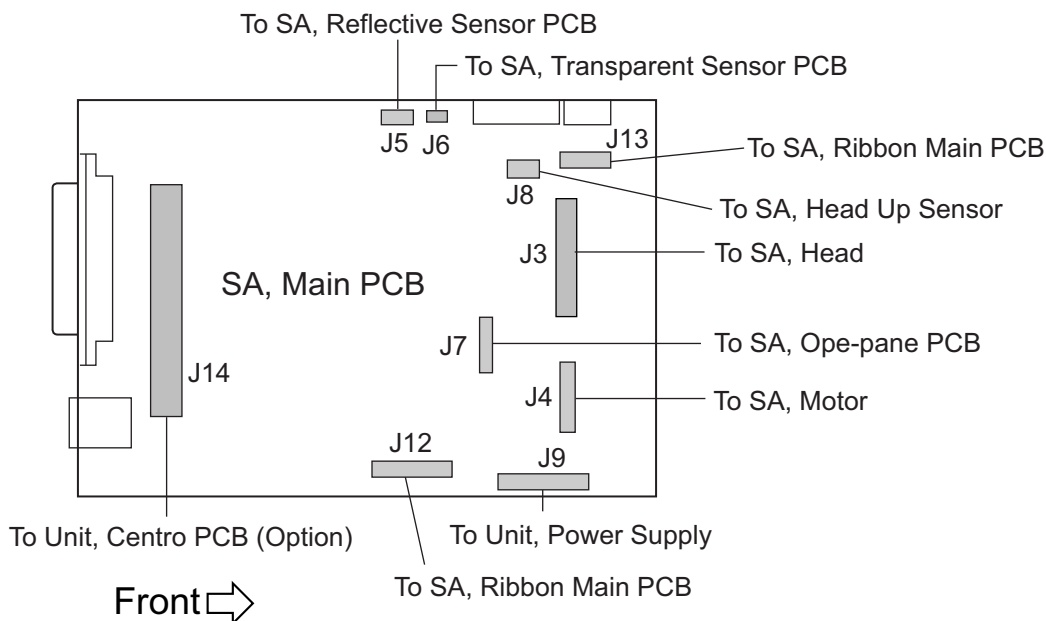 To SA, Reflective Sensor PCB
To SA, Transparent Sensor PCB
J5
J6
J13
To SA, Ribbon Main PCB
J8
To SA, Head Up Sensor
J3
To SA, Head
SA, Main PCB
J7
To SA, Ope-pane PCB
J14
J4
To SA, Motor
J12
J9
To Unit, Centro PCB (Option)
To Unit, Power Supply
To SA, Ribbon Main PCB
Front